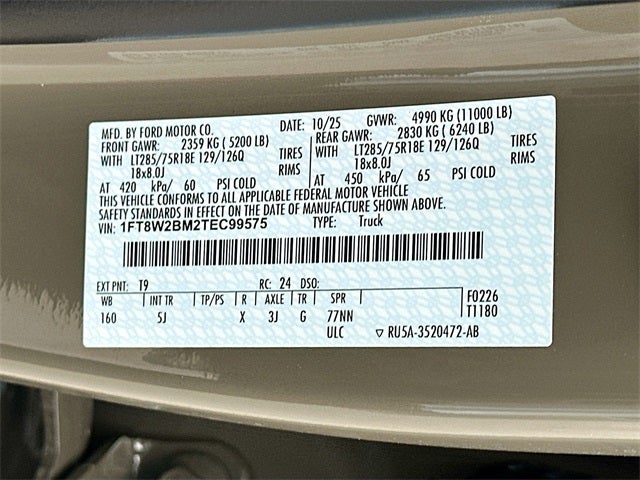 MFD. BY FORD MOTOR CO. DATE: 10/25 GVWR: 4990 KG (11000 LB)
FRONT GAWR: 2359 KG ( 5200 LB) REAR GAWR: 2830 KG ( 6240 LB)
WITH LT285/75R18E 129/126Q TIRES WITH LT285/75R18E 129/126Q TIRES
18x8.0J RIMS 18x8.0J RIMS
AT 420 kPa/ 60 PSI COLD AT 450 kPa/ 65 PSI COLD
THIS VEHICLE CONFORMS TO ALL APPLICABLE FEDERAL MOTOR VEHICLE
SAFETY STANDARDS IN EFFECT ON THE DATE OF MANUFACTURE SHOWN ABOVE.
VIN: 1FT8W2BM2TEC99575 TYPE: Truck
EXT PNT: T9 RC: 24 DSO:
WB INT TR TP/PS R AXLE TR SPR F0226
160 5J X 3J G 77NN T1180
ULC ▽ RU5A-3520472-AB